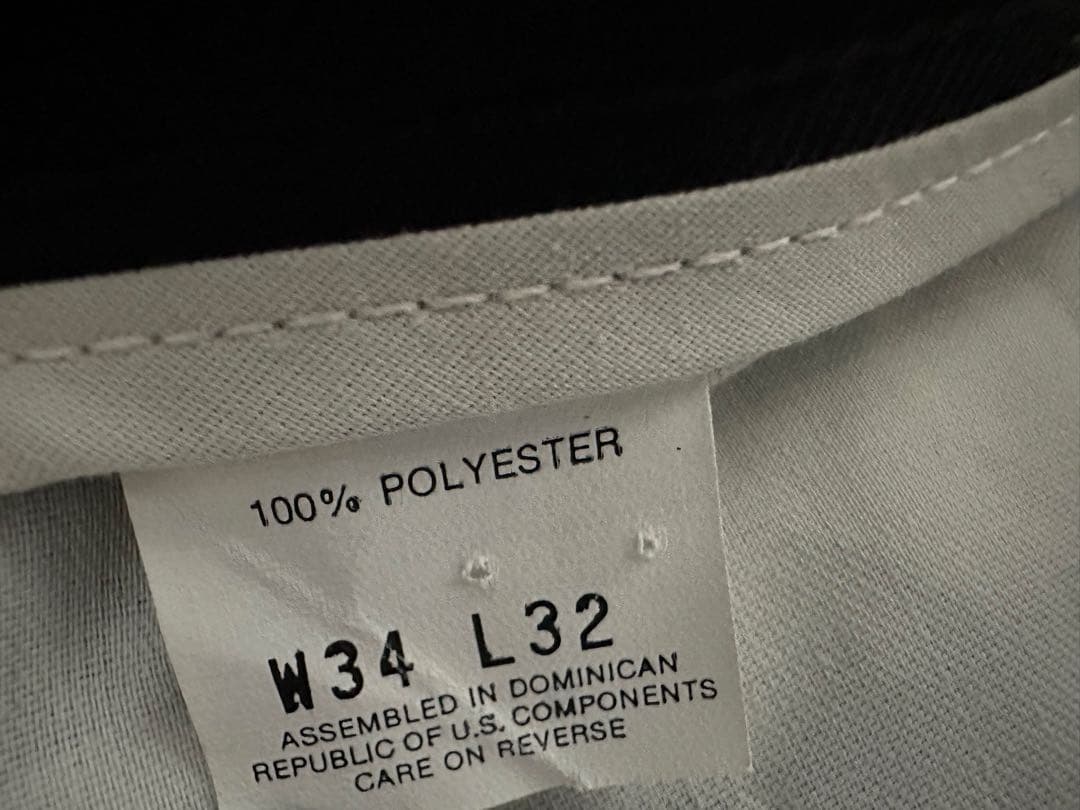 100% POLYESTER
W34 L32
ASSEMBLED IN DOMINICAN
REPUBLIC OF U.S. COMPONENTS
CARE ON REVERSE